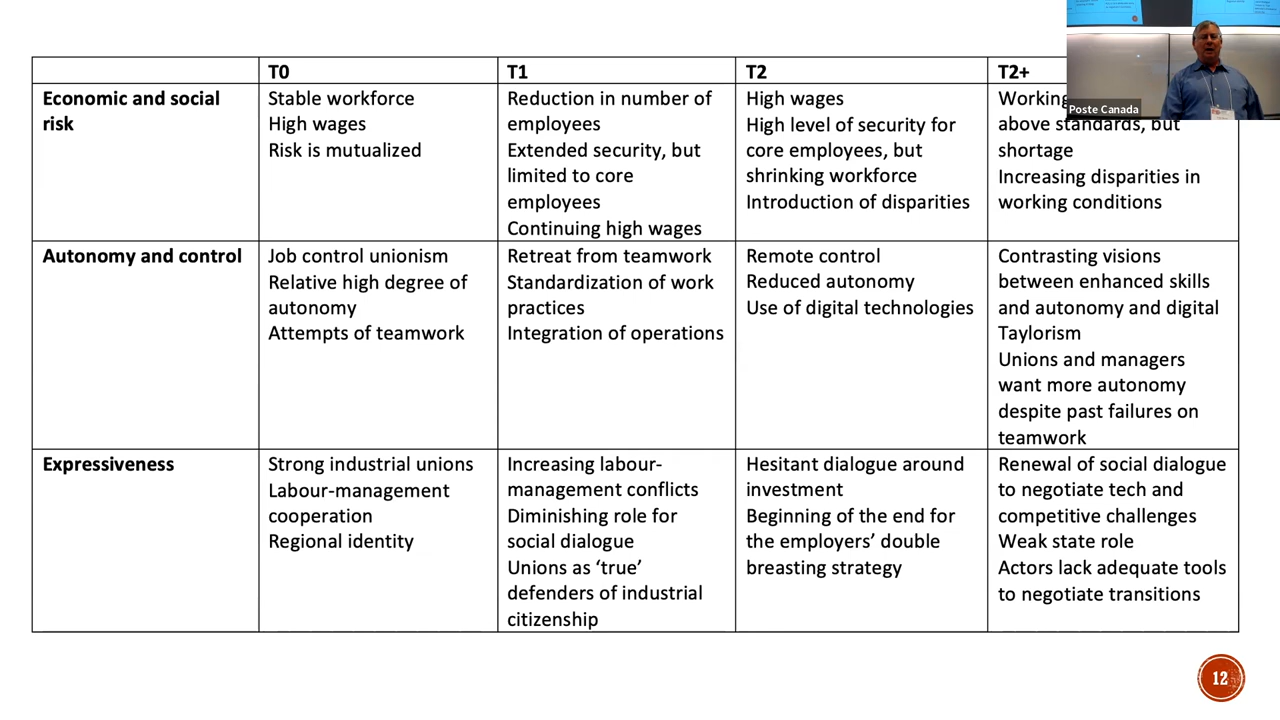 T0
T1
T2
T2+
Economic and social
risk
Stable workforce
High wages
Risk is mutualized
Reduction in number of
employees
Extended security, but
limited to core
employees
Continuing high wages
High wages
High level of security for
core employees, but
shrinking workforce
Introduction of disparities
Working
above standards, but
shortage
Increasing disparities in
working conditions
Autonomy and control
Job control unionism
Relative high degree of
autonomy
Attempts of teamwork
Retreat from teamwork
Standardization of work
practices
Integration of operations
Remote control
Reduced autonomy
Use of digital technologies
Contrasting visions
between enhanced skills
and autonomy and digital
Taylorism
Unions and managers
want more autonomy
despite past failures on
teamwork
Expressiveness
Strong industrial unions
Labour-management
cooperation
Regional identity
Increasing labour-
management conflicts
Diminishing role for
social dialogue
Unions as ‘true’
defenders of industrial
citizenship
Hesitant dialogue around
investment
Beginning of the end for
the employers’ double
breasting strategy
Renewal of social dialogue
to negotiate tech and
competitive challenges
Weak state role
Actors lack adequate tools
to negotiate transitions
Poste Canada
12